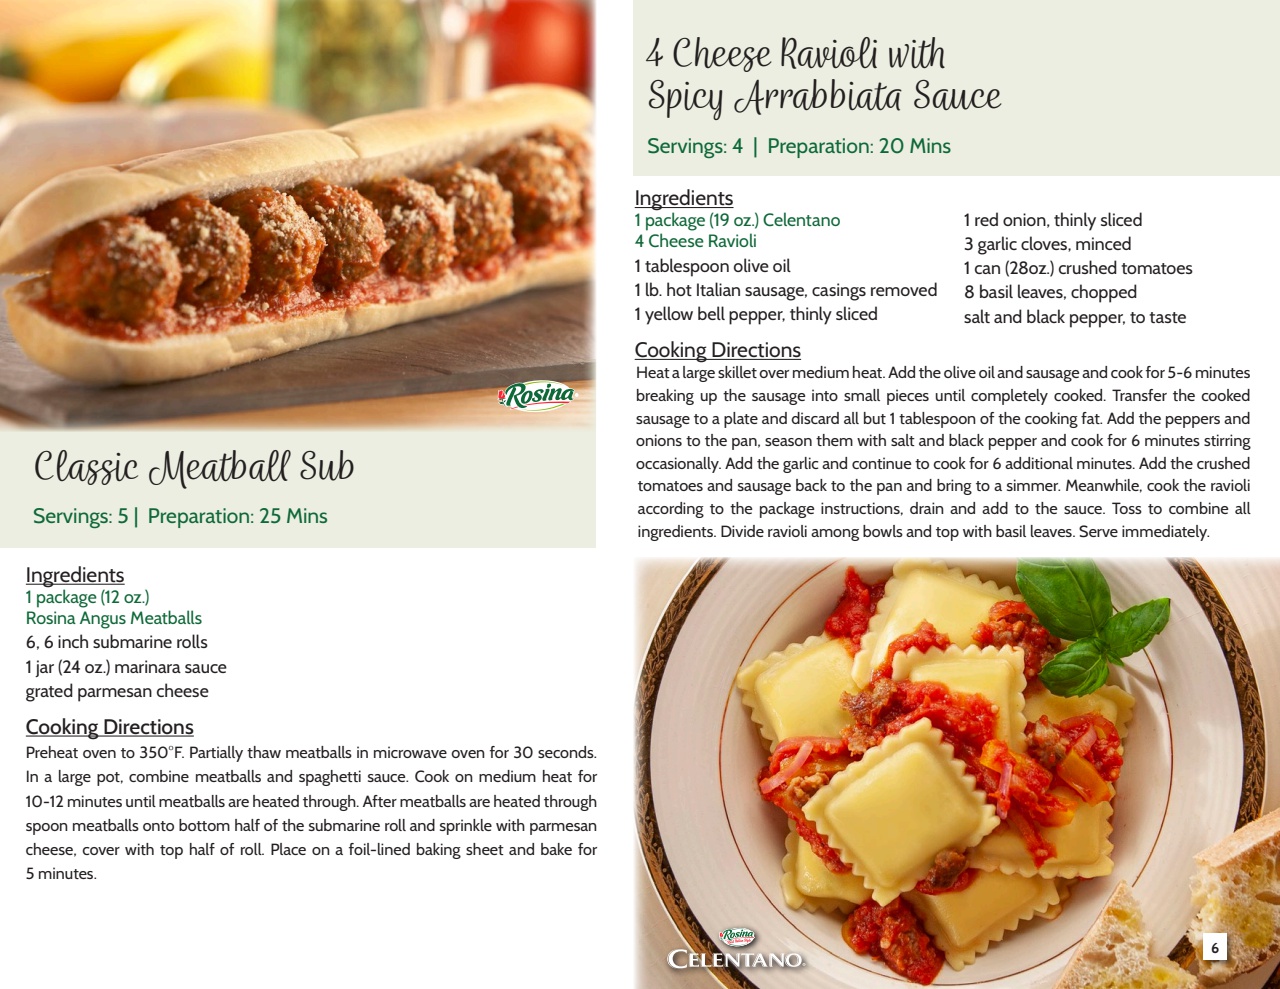 Rosina
Classic Meatball Sub
Servings: 5 | Preparation: 25 Mins
Ingredients
1 package (12 oz.)
Rosina Angus Meatballs
6, 6 inch submarine rolls
1 jar (24 oz.) marinara sauce
grated parmesan cheese
Cooking Directions
Preheat oven to 350°F. Partially thaw meatballs in microwave oven for 30 seconds.
In a large pot, combine meatballs and spaghetti sauce. Cook on medium heat for
10-12 minutes until meatballs are heated through. After meatballs are heated through
spoon meatballs onto bottom half of the submarine roll and sprinkle with parmesan
cheese, cover with top half of roll. Place on a foil-lined baking sheet and bake for
5 minutes.
4 Cheese Ravioli with
Spicy Arrabbiata Sauce
Servings: 4 | Preparation: 20 Mins
Ingredients
1 package (19 oz.) Celentano
4 Cheese Ravioli
1 tablespoon olive oil
1 lb. hot Italian sausage, casings removed
1 yellow bell pepper, thinly sliced
1 red onion, thinly sliced
3 garlic cloves, minced
1 can (28oz.) crushed tomatoes
8 basil leaves, chopped
salt and black pepper, to taste
Cooking Directions
Heat a large skillet over medium heat. Add the olive oil and sausage and cook for 5-6 minutes
breaking up the sausage into small pieces until completely cooked. Transfer the cooked
sausage to a plate and discard all but 1 tablespoon of the cooking fat. Add the peppers and
onions to the pan, season them with salt and black pepper and cook for 6 minutes stirring
occasionally. Add the garlic and continue to cook for 6 additional minutes. Add the crushed
tomatoes and sausage back to the pan and bring to a simmer. Meanwhile, cook the ravioli
according to the package instructions, drain and add to the sauce. Toss to combine all
ingredients. Divide ravioli among bowls and top with basil leaves. Serve immediately.
Rosina
CELENTANO
6